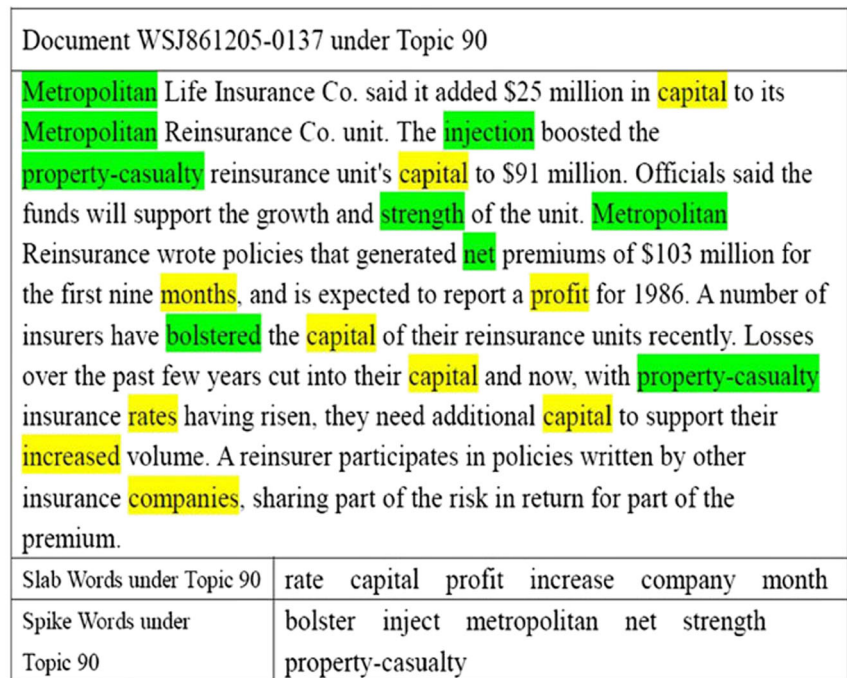 Document WSJ861205-0137 under Topic 90
Metropolitan Life Insurance Co. said it added $25 million in capital to its
Metropolitan Reinsurance Co. unit. The injection boosted the
property-casualty reinsurance unit's capital to $91 million. Officials said the
funds will support the growth and strength of the unit. Metropolitan
Reinsurance wrote policies that generated net premiums of $103 million for
the first nine months, and is expected to report a profit for 1986. A number of
insurers have bolstered the capital of their reinsurance units recently. Losses
over the past few years cut into their capital and now, with property-casualty
insurance rates having risen, they need additional capital to support their
increased volume. A reinsurer participates in policies written by other
insurance companies, sharing part of the risk in return for part of the
premium.
Slab Words under Topic 90 rate capital profit increase company month
Spike Words under
Topic 90
bolster inject metropolitan net strength
property-casualty